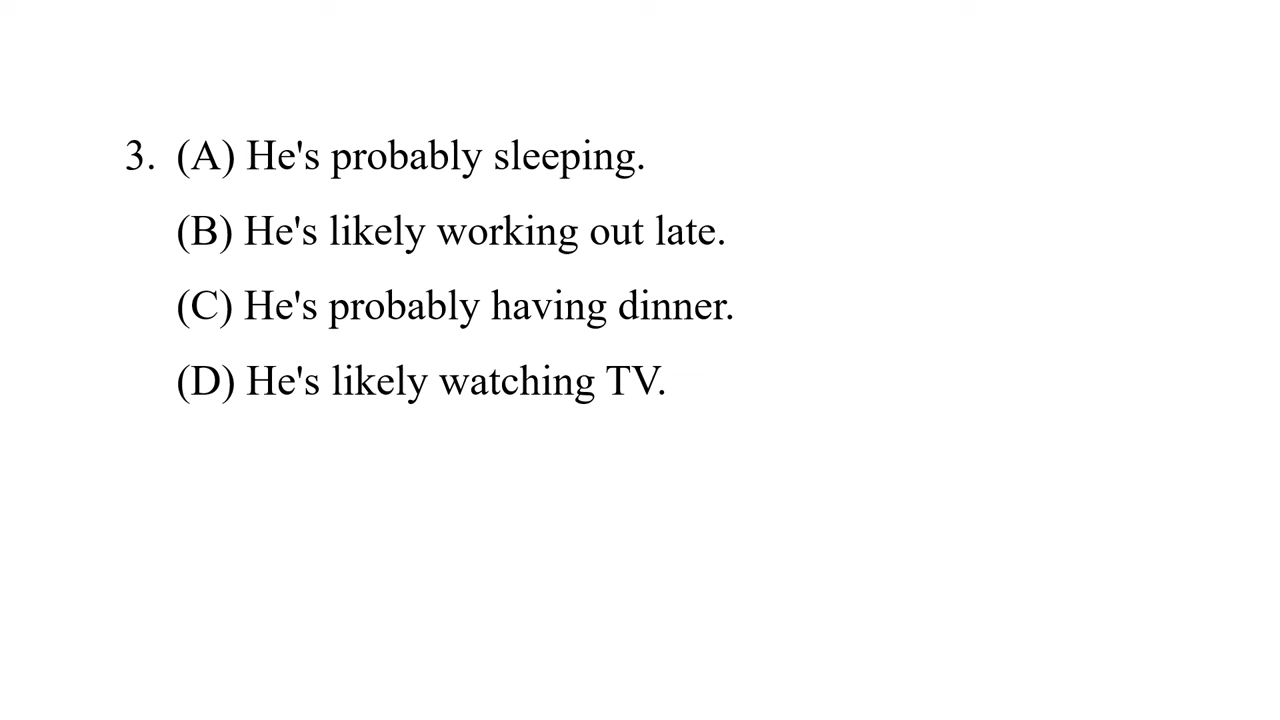 3. (A) He's probably sleeping.
(B) He's likely working out late.
(C) He's probably having dinner.
(D) He's likely watching TV.